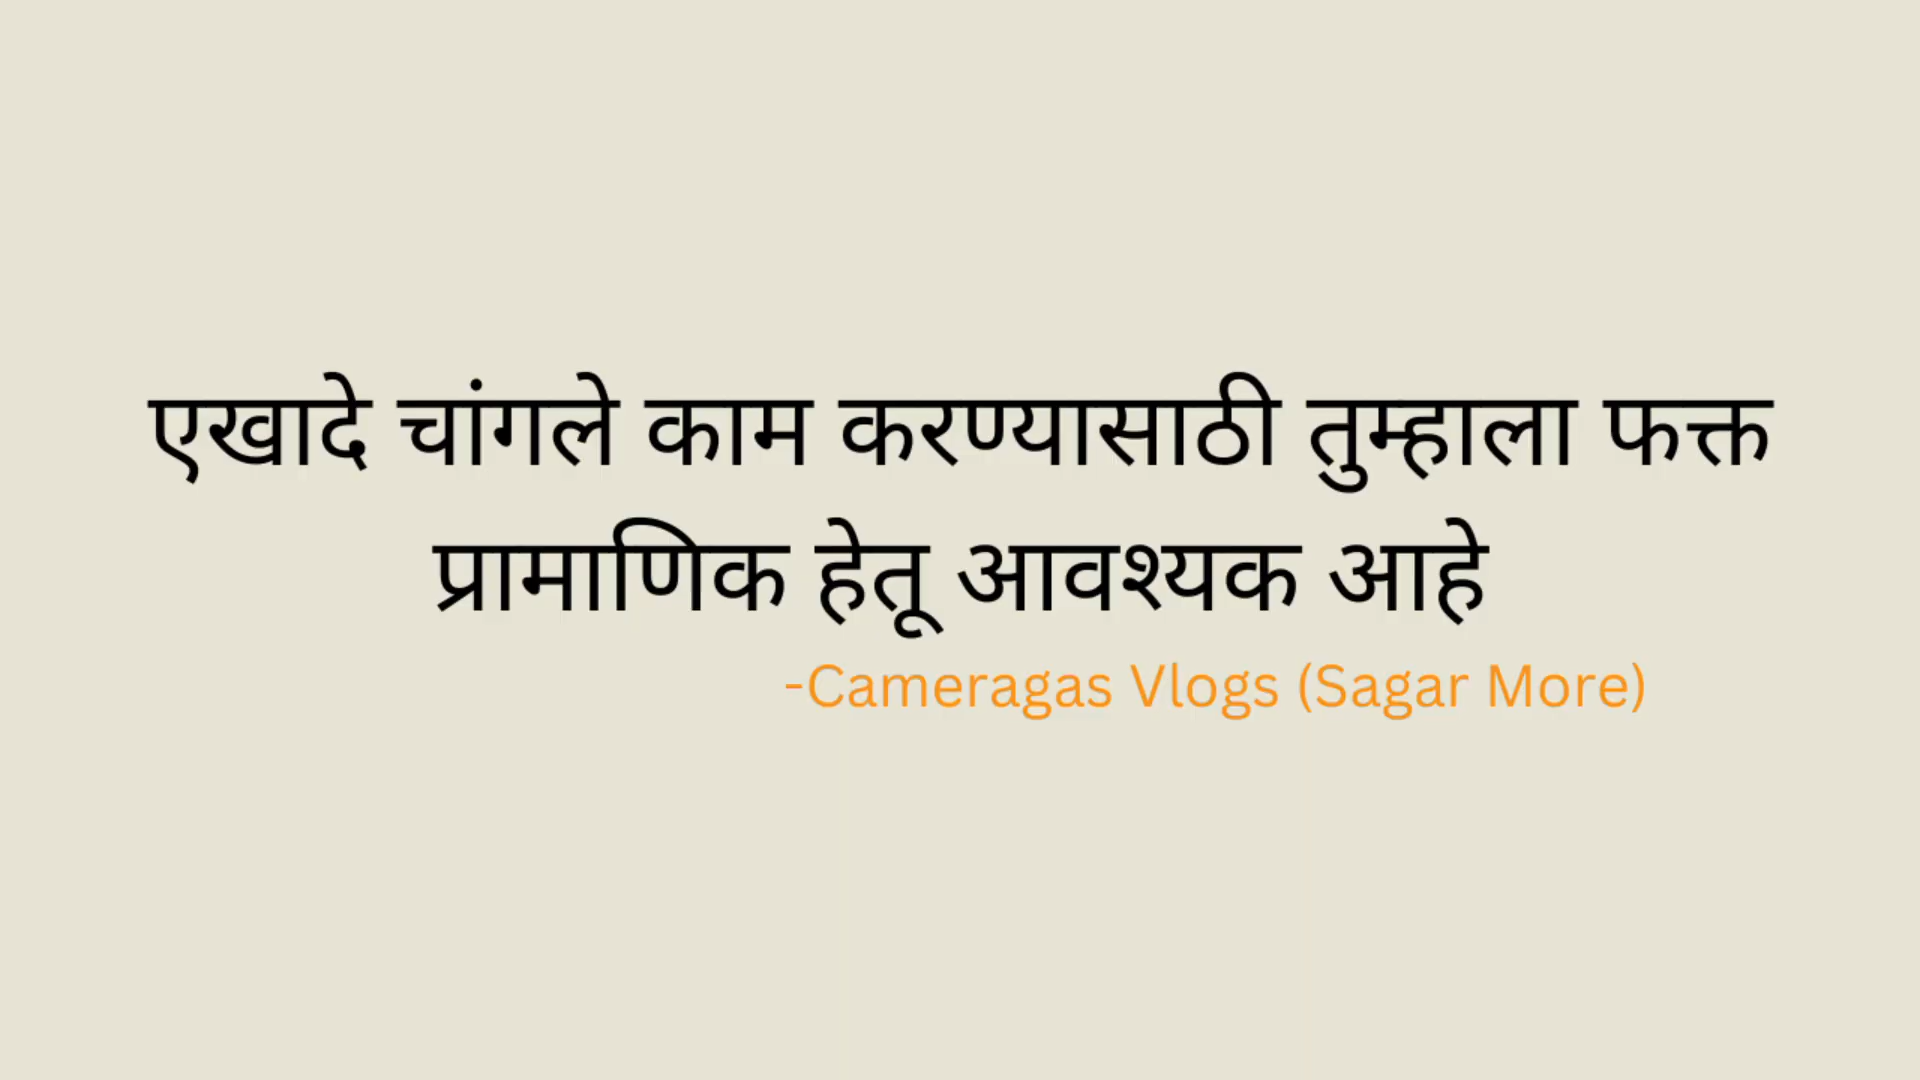 एखादे चांगले काम करण्यासाठी तुम्हाला फक्त
प्रामाणिक हेतू आवश्यक आहे
-Cameragas Vlogs (Sagar More)